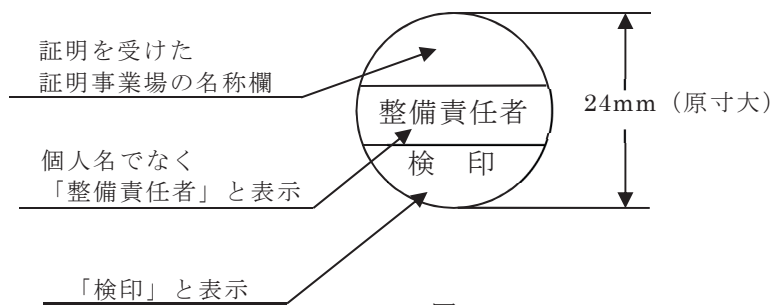 証明を受けた
証明事業場の名称欄
整備責任者
24mm（原寸大）
個人名でなく
「整備責任者」と表示
検　印
「検印」と表示